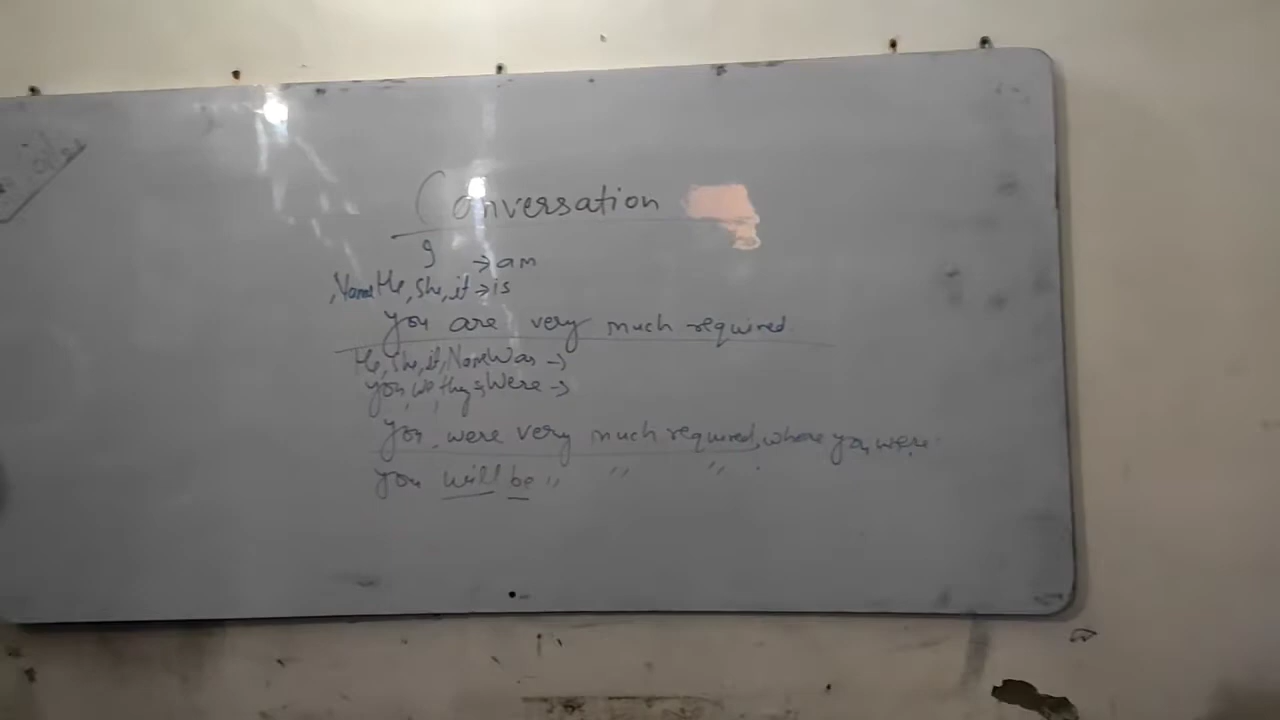 Conversation
I → am
,Name He, She, it → is
you are very much required
He, She, it, Name Was →
you, we they s were →
you were very much required, where you were
you will be " " " .